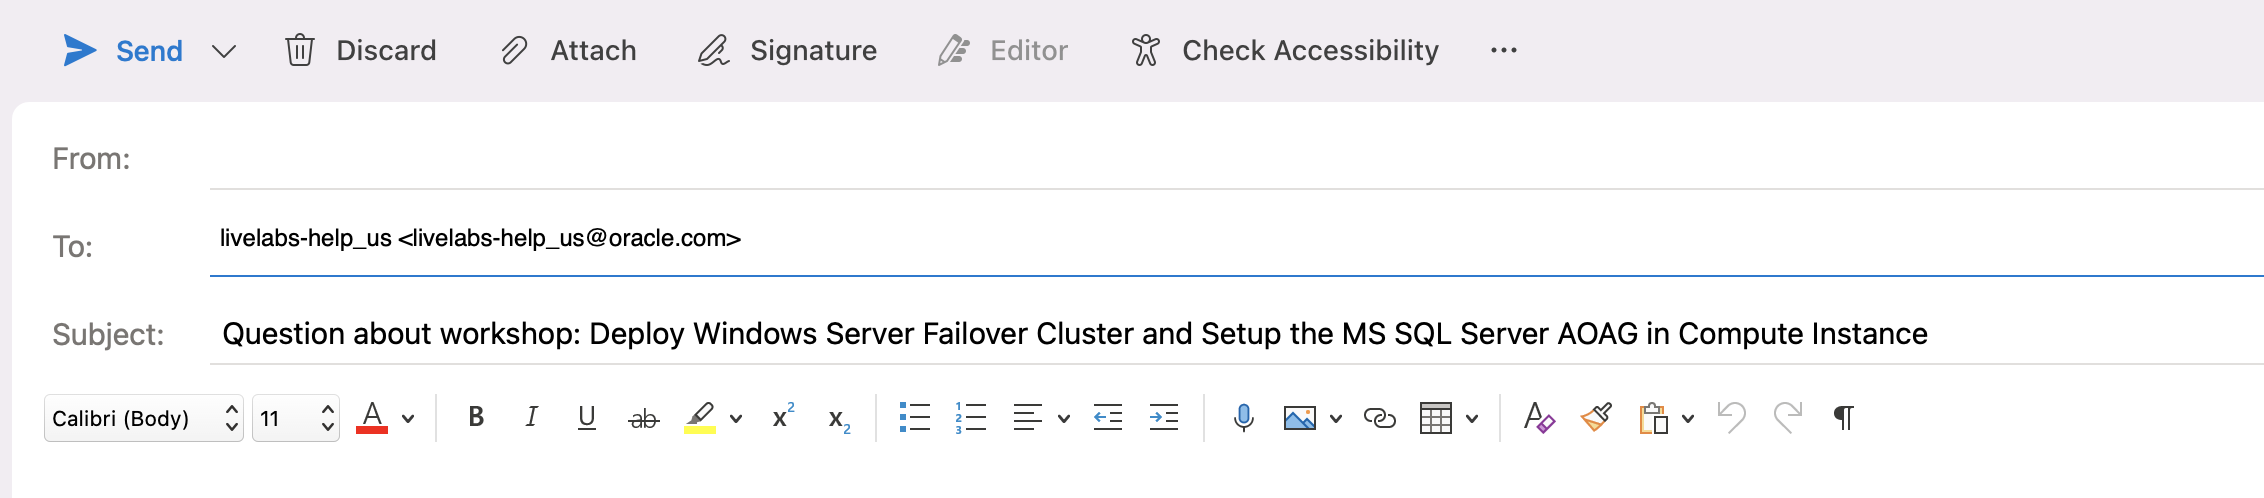 Send Discard Attach Signature Editor Check Accessibility
From:
To: livelabs-help_us <livelabs-help_us@oracle.com>
Subject: Question about workshop: Deploy Windows Server Failover Cluster and Setup the MS SQL Server AOAG in Compute Instance
Calibri (Body) 11 A B I U ab x2 x2